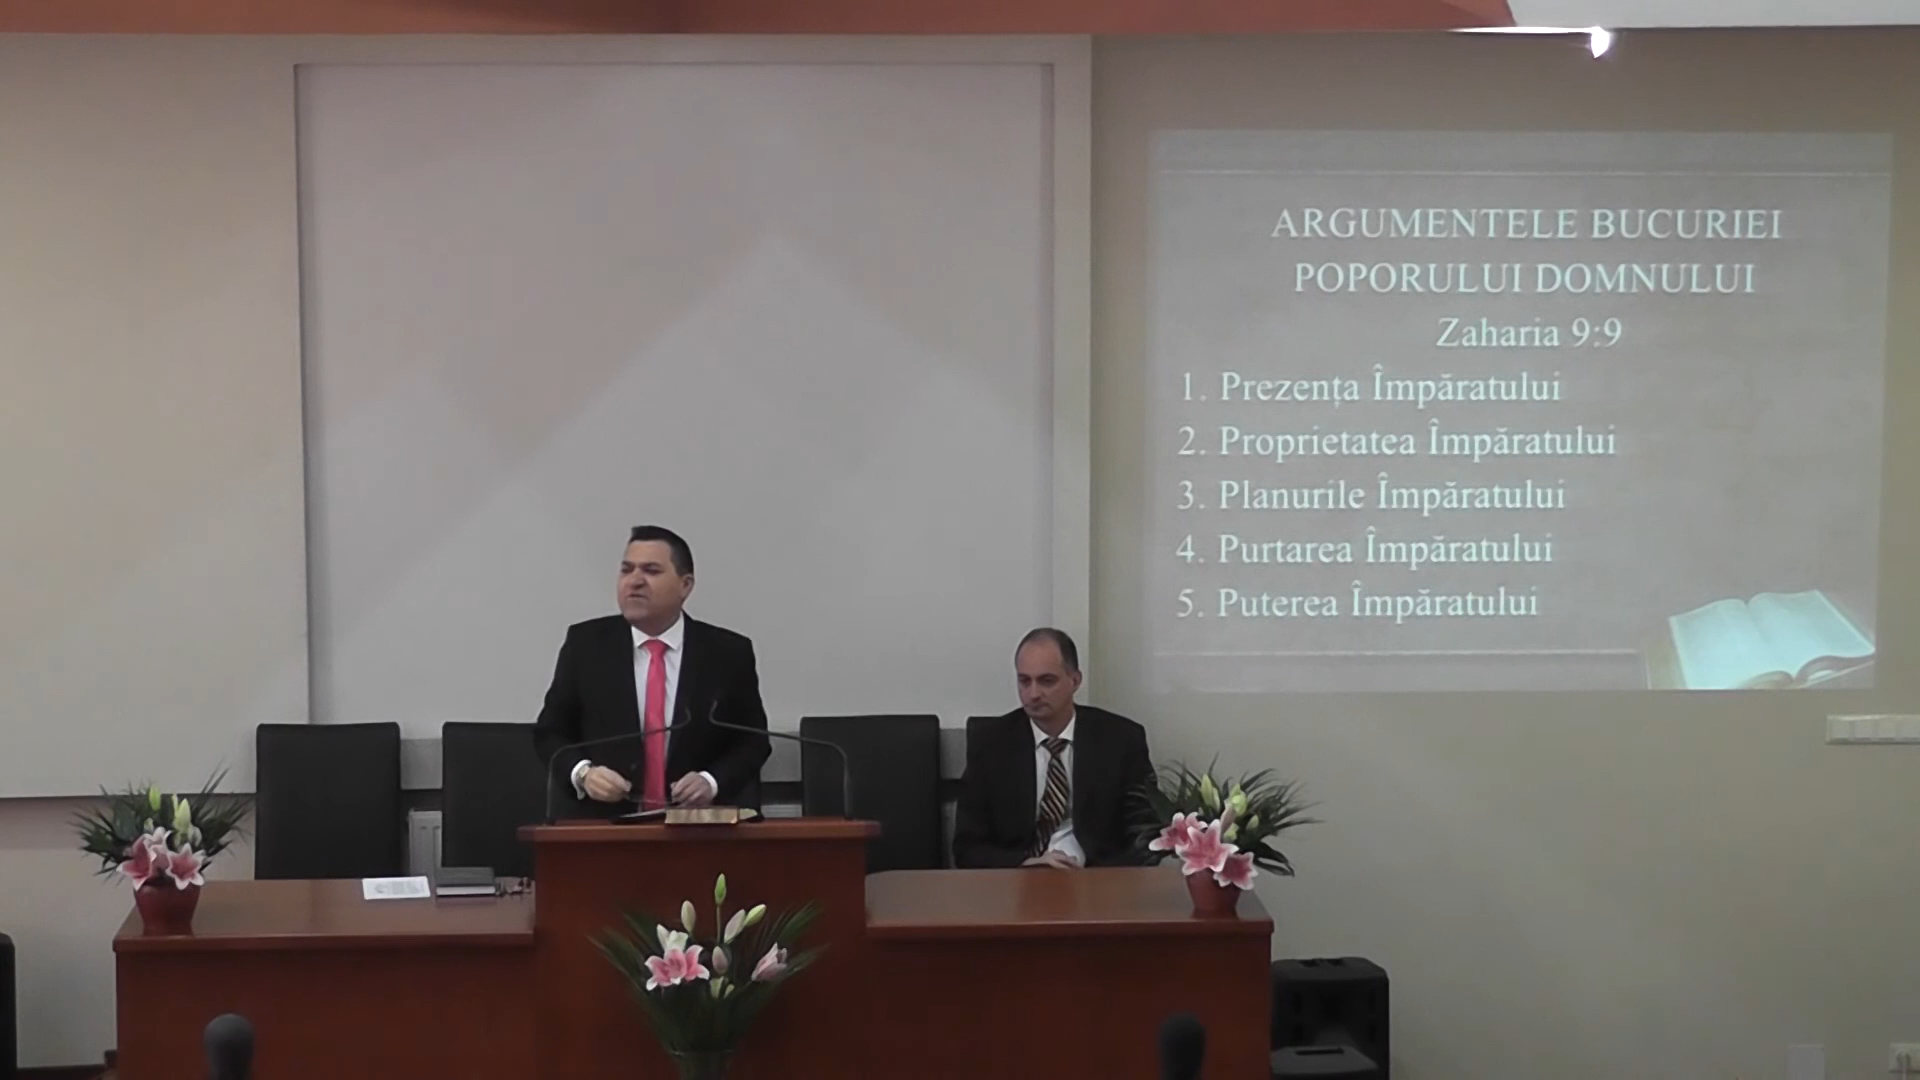 ARGUMENTELE BUCURIEI
POPORULUI DOMNULUI
Zaharia 9:9
1. Prezența Împăratului
2. Proprietatea Împăratului
3. Planurile Împăratului
4. Purtarea Împăratului
5. Puterea Împăratului